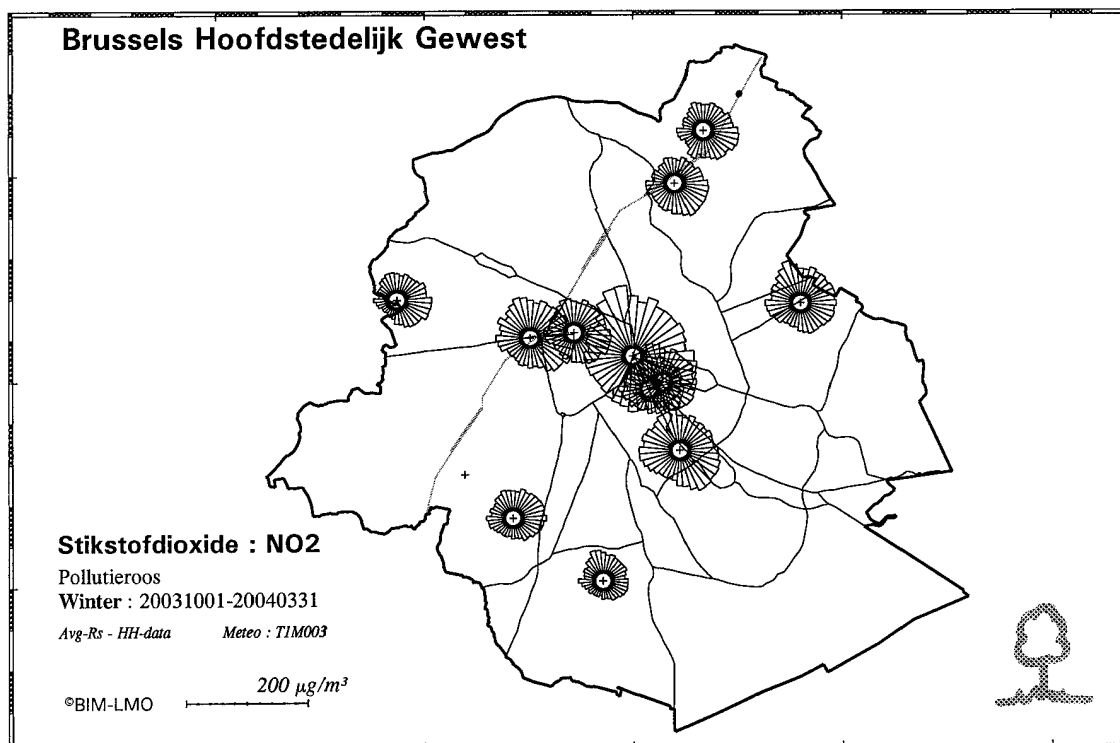 Brussels Hoofdstedelijk Gewest
Stikstofdioxide : NO2
Pollutieroos
Winter : 20031001-20040331
Avg-Rs - HH-data Meteo : T1M003
200 µg/m³
©BIM-LMO